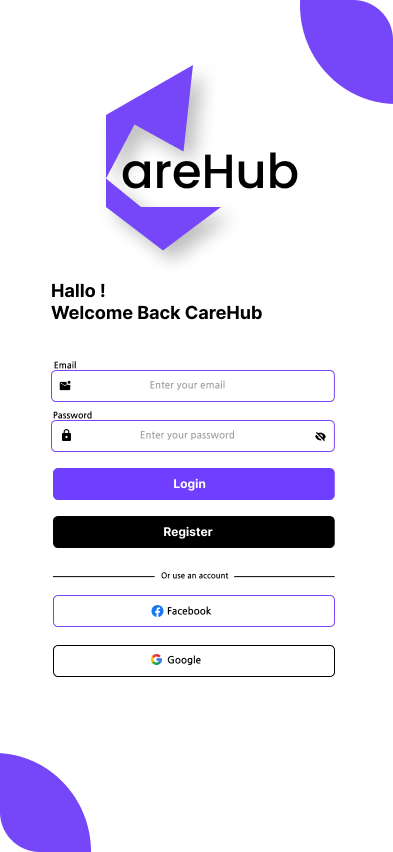 areHub
Hallo !
Welcome Back CareHub
Email
Enter your email
Password
Enter your password
Login
Register
Or use an account
Facebook
Google